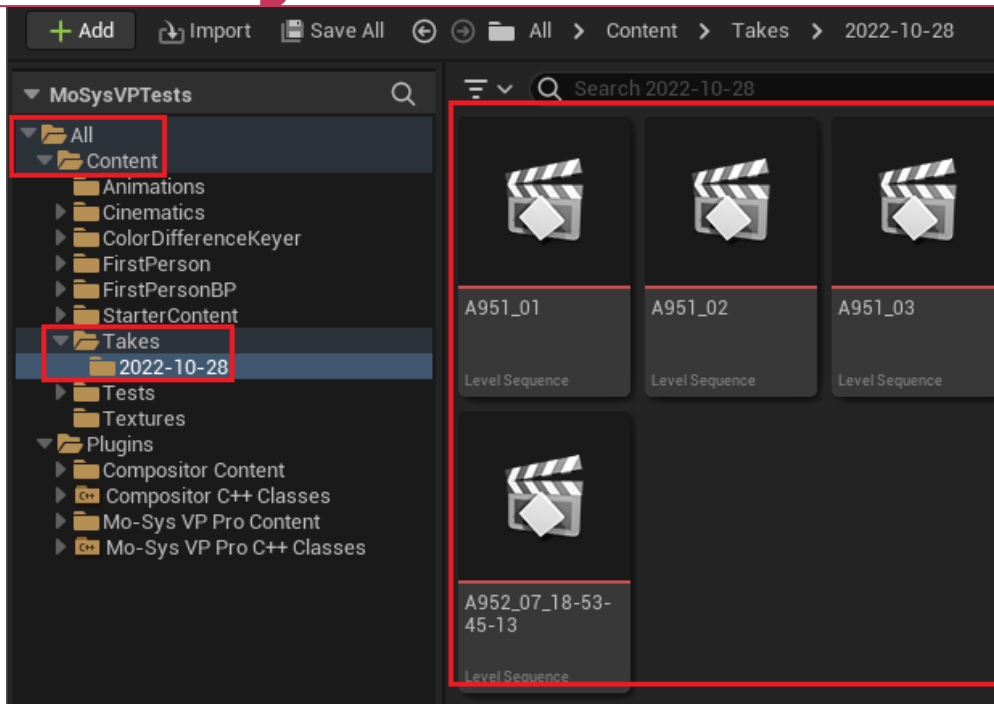 Add Import Save All All > Content > Takes > 2022-10-28
MoSysVPTests
Search 2022-10-28
All
Content
Animations
Cinematics
ColorDifferenceKeyer
FirstPerson
FirstPersonBP
StarterContent
Takes
2022-10-28
Tests
Textures
Plugins
Compositor Content
C++ Compositor C++ Classes
Mo-Sys VP Pro Content
C++ Mo-Sys VP Pro C++ Classes
A951_01
Level Sequence
A951_02
Level Sequence
A951_03
Level Sequence
A952_07_18-53-
45-13
Level Sequence